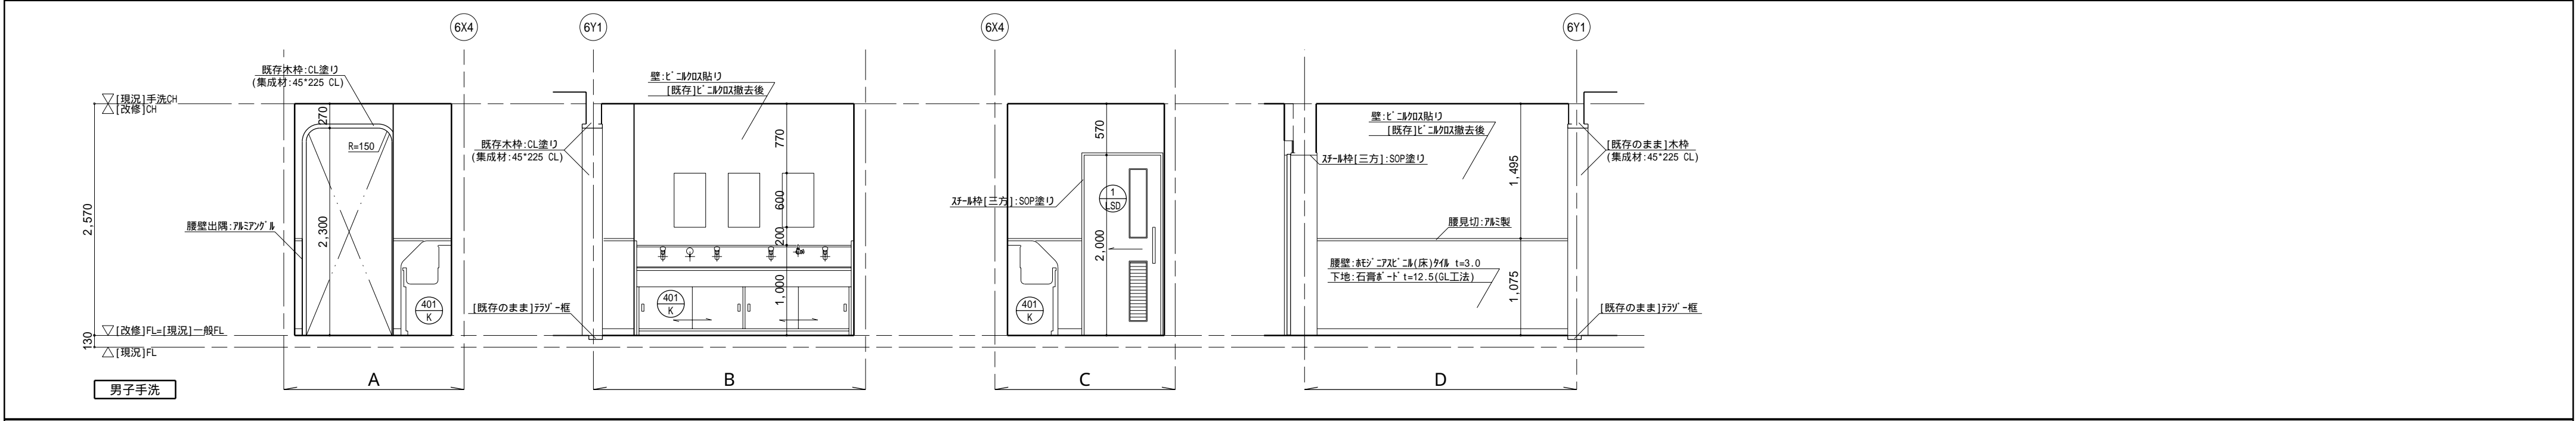 6X4
6Y1
6X4
6Y1
既存木枠:CL塗り
(集成材:45*225 CL)
壁:ﾋﾞﾆﾙｸﾛｽ貼り
[既存]ﾋﾞﾆﾙｸﾛｽ撤去後
[現況]手洗CH
[改修]CH
270
R=150
2,300
2,570
腰壁出隅:ｱﾙﾐｱﾝｸﾞﾙ
401
K
[改修]FL=[現況]一般FL
130
[現況]FL
男子手洗
A
既存木枠:CL塗り
(集成材:45*225 CL)
770
600
200
1,000
401
K
[既存のまま]ﾃﾗｿﾞｰ框
B
570
ｽﾁｰﾙ枠[三方]:SOP塗り
1
LSD
2,000
401
K
C
壁:ﾋﾞﾆﾙｸﾛｽ貼り
[既存]ﾋﾞﾆﾙｸﾛｽ撤去後
ｽﾁｰﾙ枠[三方]:SOP塗り
1,495
[既存のまま]木枠
(集成材:45*225 CL)
腰見切:ｱﾙﾐ製
腰壁:ﾎﾓｼﾞﾆｱｽﾋﾞﾆﾙ(床)ﾀｲﾙ t=3.0
下地:石膏ﾎﾞｰﾄﾞt=12.5(GL工法)
1,075
[既存のまま]ﾃﾗｿﾞｰ框
D